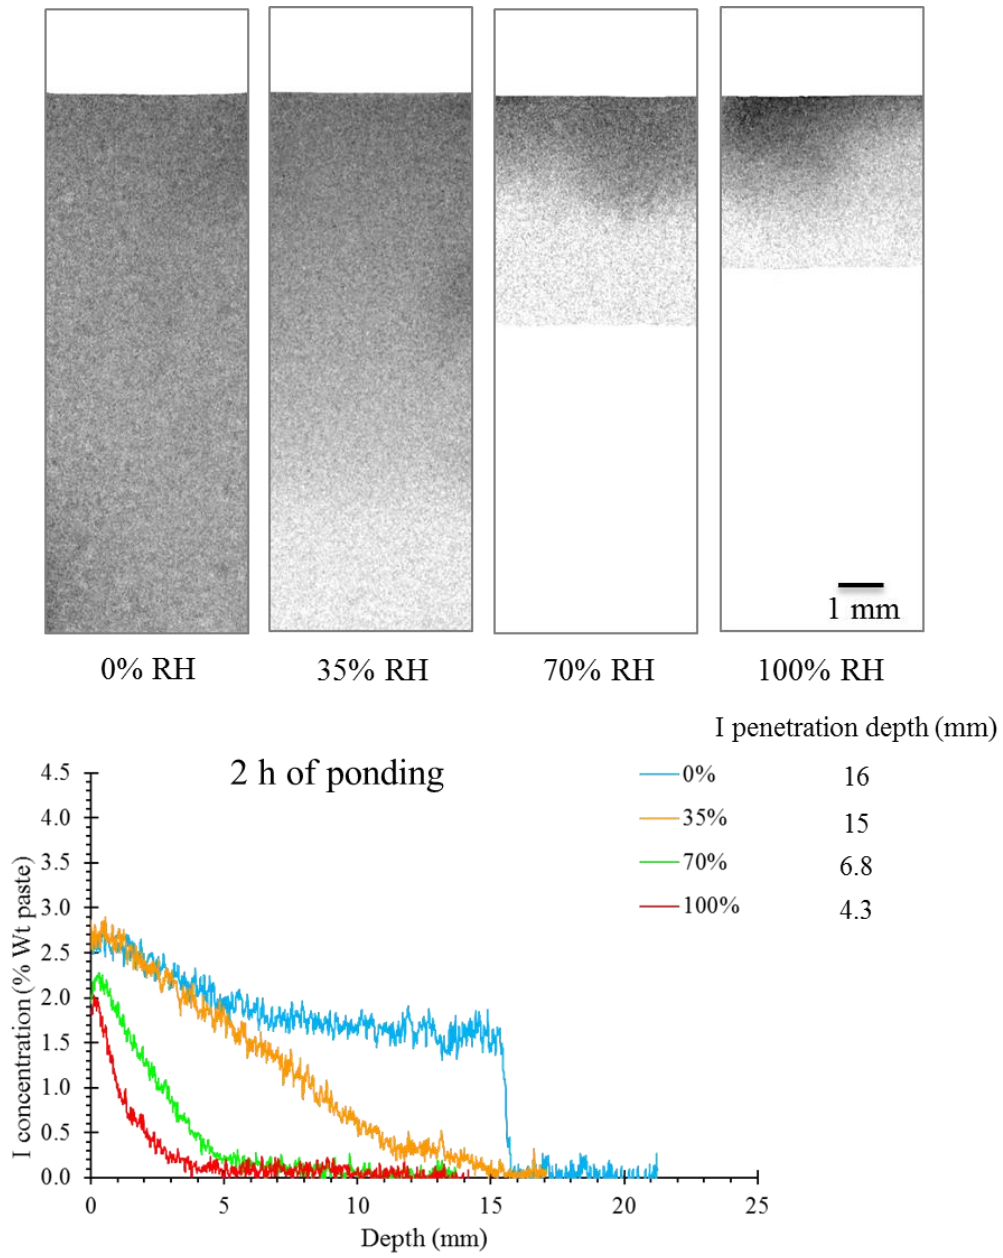 1 mm
0% RH
35% RH
70% RH
100% RH
I penetration depth (mm)
2 h of ponding
0% 16
35% 15
70% 6.8
100% 4.3
I concentration (% Wt paste)
4.5
4.0
3.5
3.0
2.5
2.0
1.5
1.0
0.5
0.0
0 5 10 15 20 25
Depth (mm)